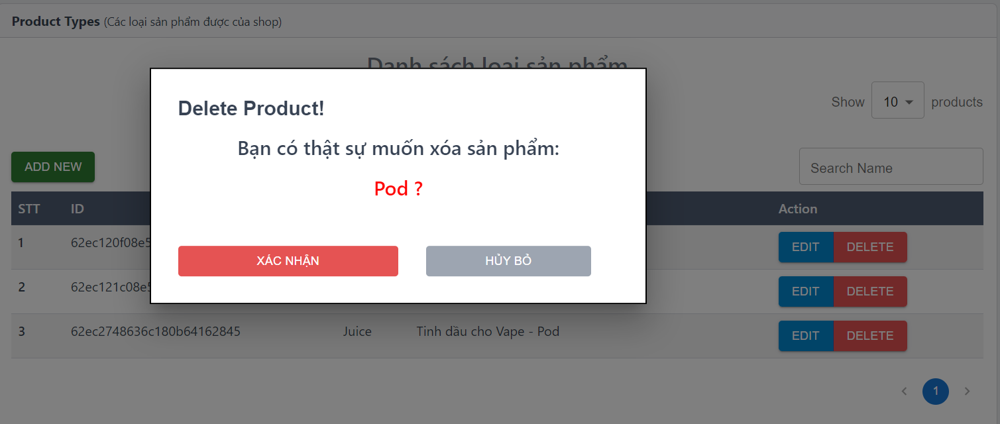 Product Types (Các loại sản phẩm được của shop)
Danh sách loại sản phẩm
Delete Product!
Show 10 products
Bạn có thật sự muốn xóa sản phẩm:
ADD NEW
Search Name
Pod ?
STT ID Action
1 62ec120f08e5 EDIT DELETE
XÁC NHẬN HỦY BỎ
2 62ec121c08e5 EDIT DELETE
3 62ec2748636c180b64162845 Juice Tinh dầu cho Vape - Pod EDIT DELETE
1